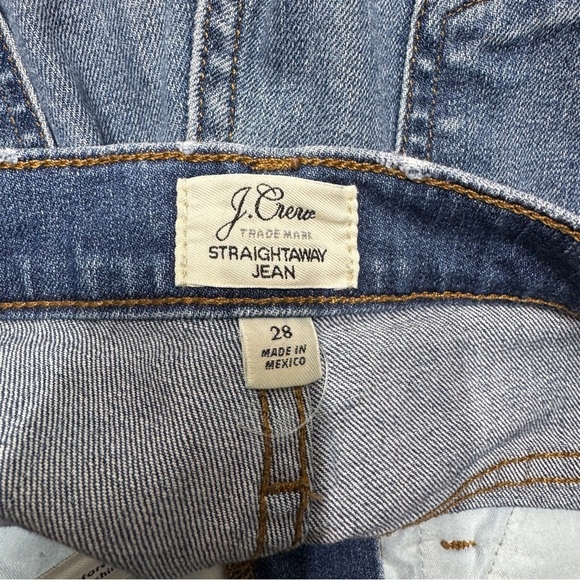 J.Crew
TRADE MARK
STRAIGHTAWAY
JEAN
28
MADE IN
MEXICO